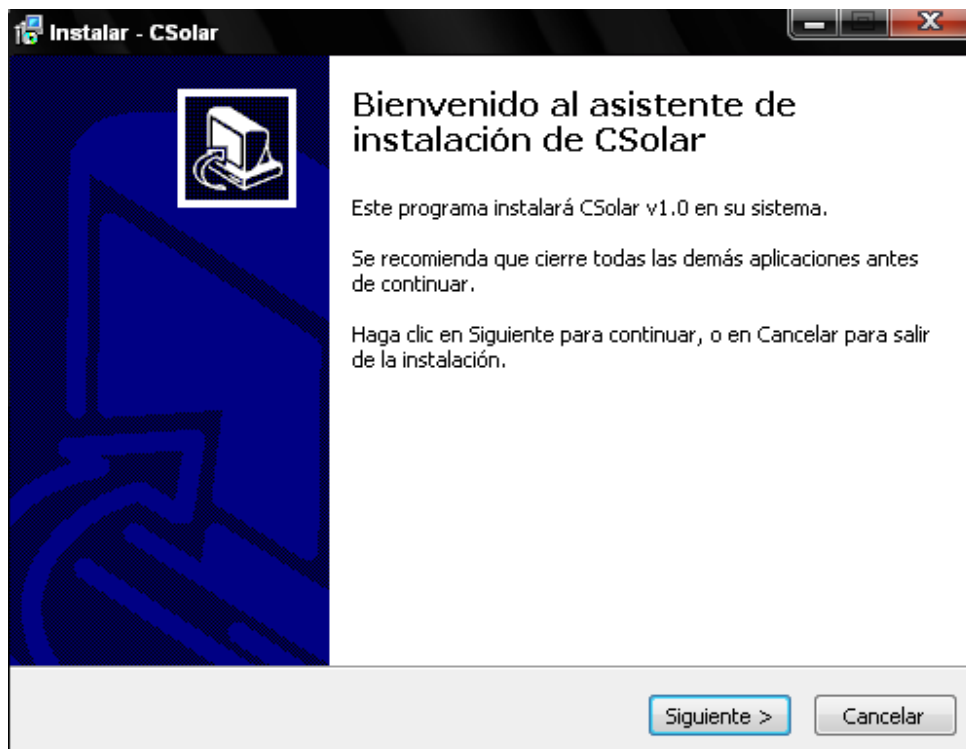 Instalar - CSolar
Bienvenido al asistente de
instalación de CSolar
Este programa instalará CSolar v1.0 en su sistema.
Se recomienda que cierre todas las demás aplicaciones antes
de continuar.
Haga clic en Siguiente para continuar, o en Cancelar para salir
de la instalación.
Siguiente >
Cancelar